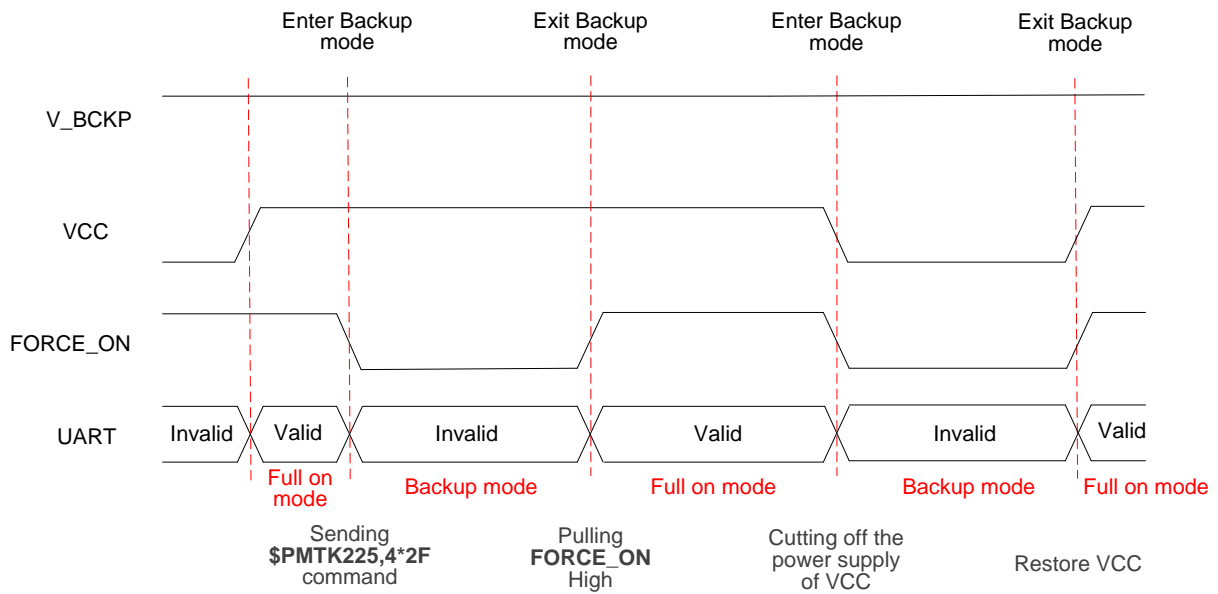 Enter Backup
mode
Exit Backup
mode
Enter Backup
mode
Exit Backup
mode
V_BCKP
VCC
FORCE_ON
UART
Invalid
Valid
Invalid
Valid
Invalid
Valid
Full on
mode
Backup mode
Full on mode
Backup mode
Full on mode
Sending
$PMTK225,4*2F
command
Pulling
FORCE_ON
High
Cutting off the
power supply
of VCC
Restore VCC